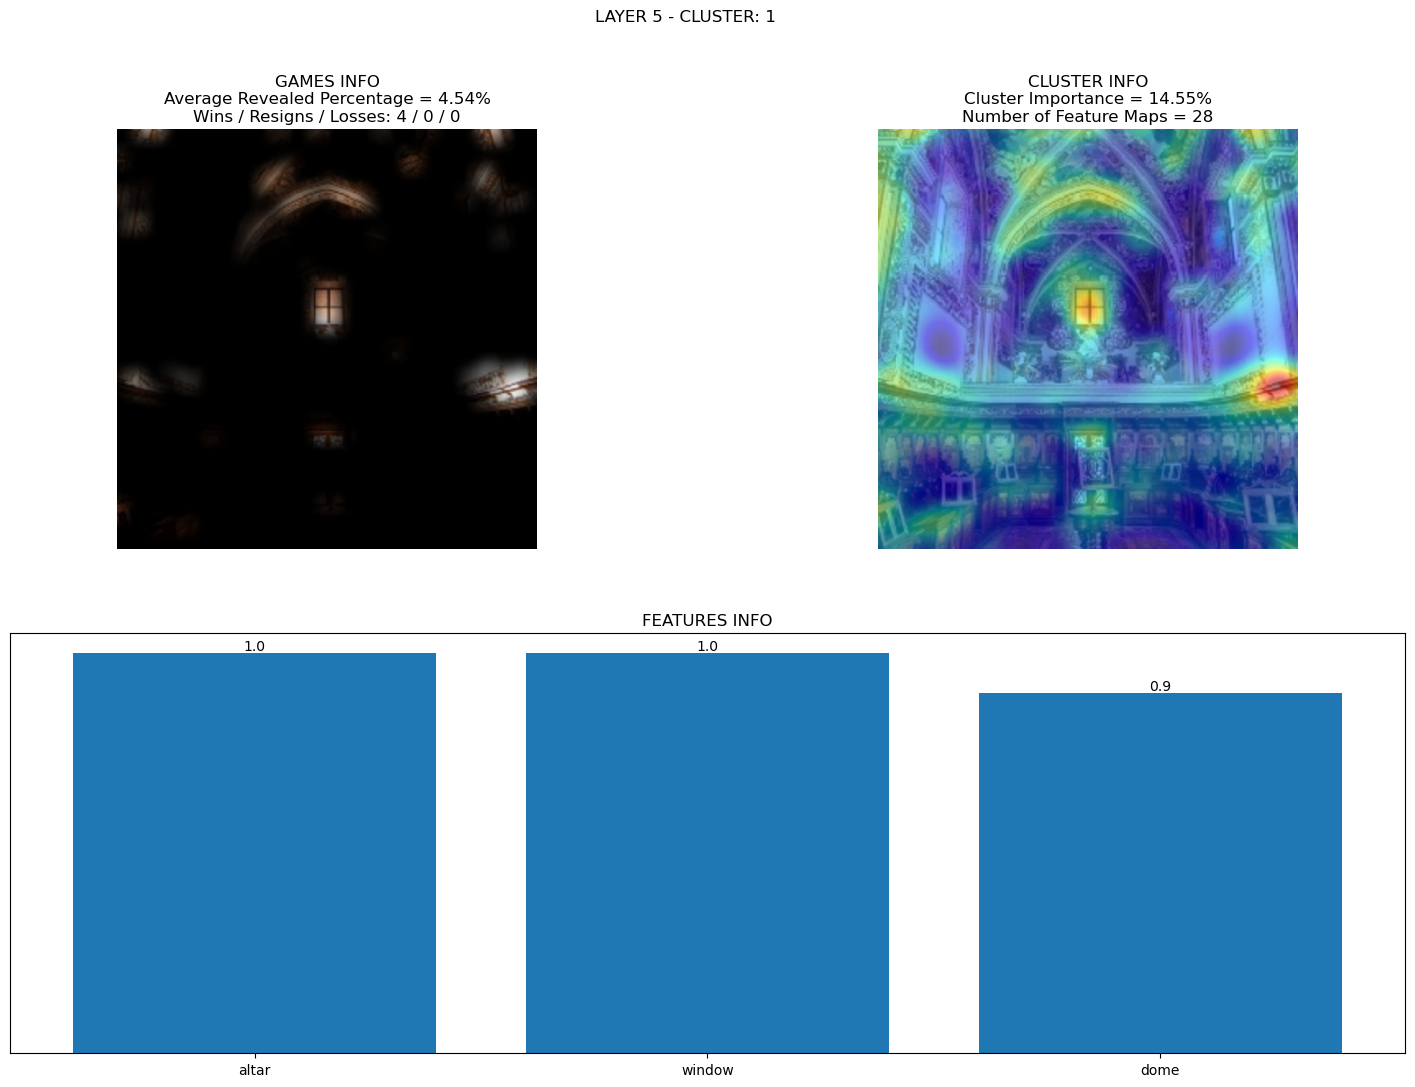 LAYER 5 - CLUSTER: 1
GAMES INFO
Average Revealed Percentage = 4.54%
Wins / Resigns / Losses: 4 / 0 / 0
CLUSTER INFO
Cluster Importance = 14.55%
Number of Feature Maps = 28
FEATURES INFO
1.0
1.0
0.9
altar
window
dome